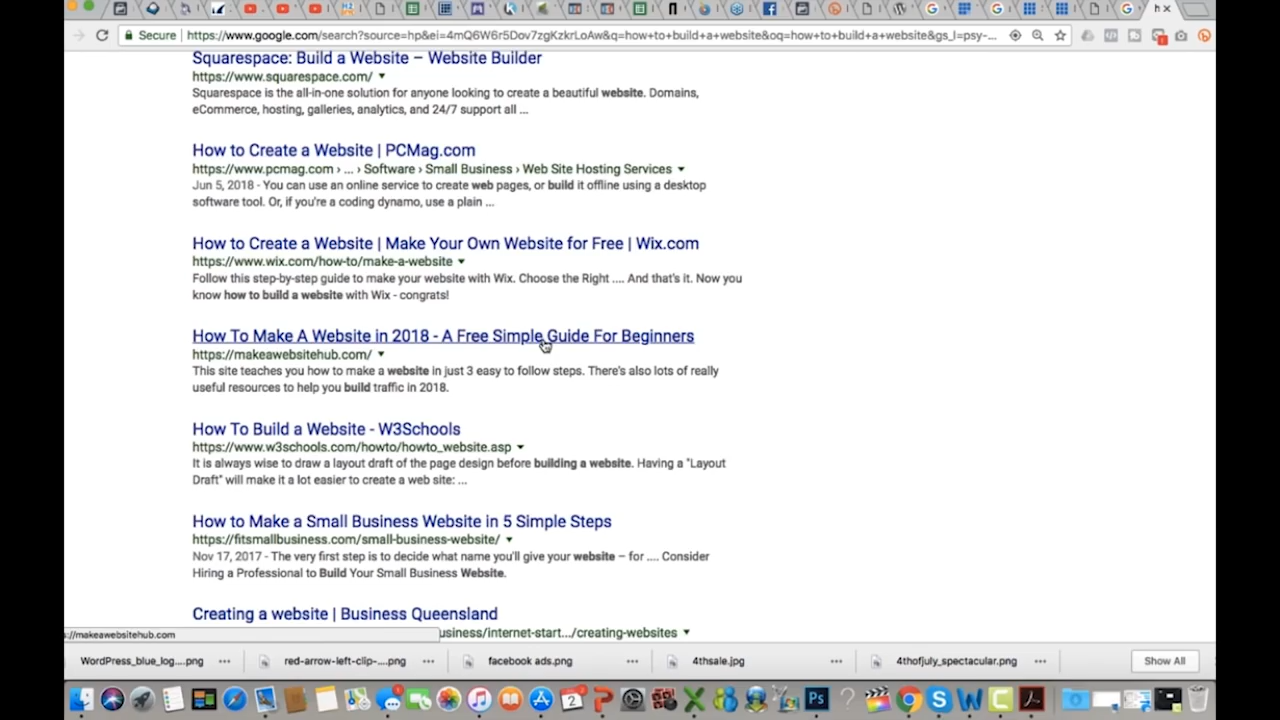 h ×
Secure | https://www.google.com/search?source=hp&ei=4mQ6W6r5Dov7zgKzkrLoAw&q=how+to+build+a+website&oq=how+to+build+a+website&gs_l=psy-...
Squarespace: Build a Website – Website Builder
https://www.squarespace.com/
Squarespace is the all-in-one solution for anyone looking to create a beautiful website. Domains,
eCommerce, hosting, galleries, analytics, and 24/7 support all ...
How to Create a Website | PCMag.com
https://www.pcmag.com › ... › Software › Small Business › Web Site Hosting Services
Jun 5, 2018 - You can use an online service to create web pages, or build it offline using a desktop
software tool. Or, if you're a coding dynamo, use a plain ...
How to Create a Website | Make Your Own Website for Free | Wix.com
https://www.wix.com/how-to/make-a-website
Follow this step-by-step guide to make your website with Wix. Choose the Right .... And that's it. Now you
know how to build a website with Wix - congrats!
How To Make A Website in 2018 - A Free Simple Guide For Beginners
https://makeawebsitehub.com/
This site teaches you how to make a website in just 3 easy to follow steps. There's also lots of really
useful resources to help you build traffic in 2018.
How To Build a Website - W3Schools
https://www.w3schools.com/howto/howto_website.asp
It is always wise to draw a layout draft of the page design before building a website. Having a "Layout
Draft" will make it a lot easier to create a web site: ...
How to Make a Small Business Website in 5 Simple Steps
https://fitsmallbusiness.com/small-business-website/
Nov 17, 2017 - The very first step is to decide what name you'll give your website – for .... Consider
Hiring a Professional to Build Your Small Business Website.
Creating a website | Business Queensland
usiness/internet-start.../creating-websites
s://makeawebsitehub.com
WordPress_blue_log....png
red-arrow-left-clip-....png
facebook ads.png
4thsale.jpg
4thofjuly_spectacular.png
Show All